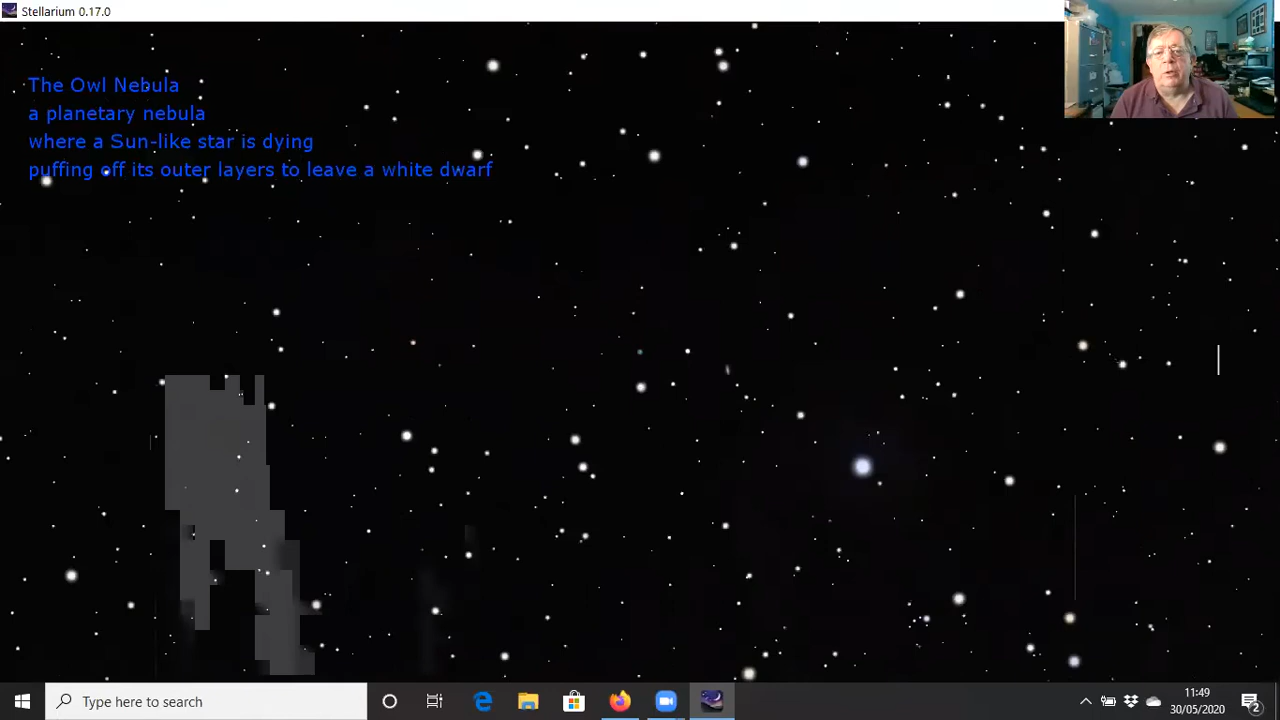 Stellarium 0.17.0
The Owl Nebula
a planetary nebula
where a Sun-like star is dying
puffing off its outer layers to leave a white dwarf
Type here to search
11:49
30/05/2020
2